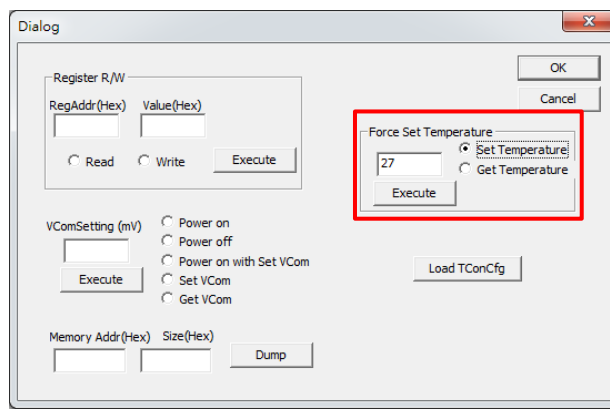 Dialog
x
Register R/W
RegAddr(Hex) Value(Hex)
Read Write Execute
OK
Cancel
Force Set Temperature
27
Set Temperature
Get Temperature
Execute
VComSetting (mV)
Execute
Power on
Power off
Power on with Set VCom
Set VCom
Get VCom
Load TConCfg
Memory Addr(Hex) Size(Hex)
Dump